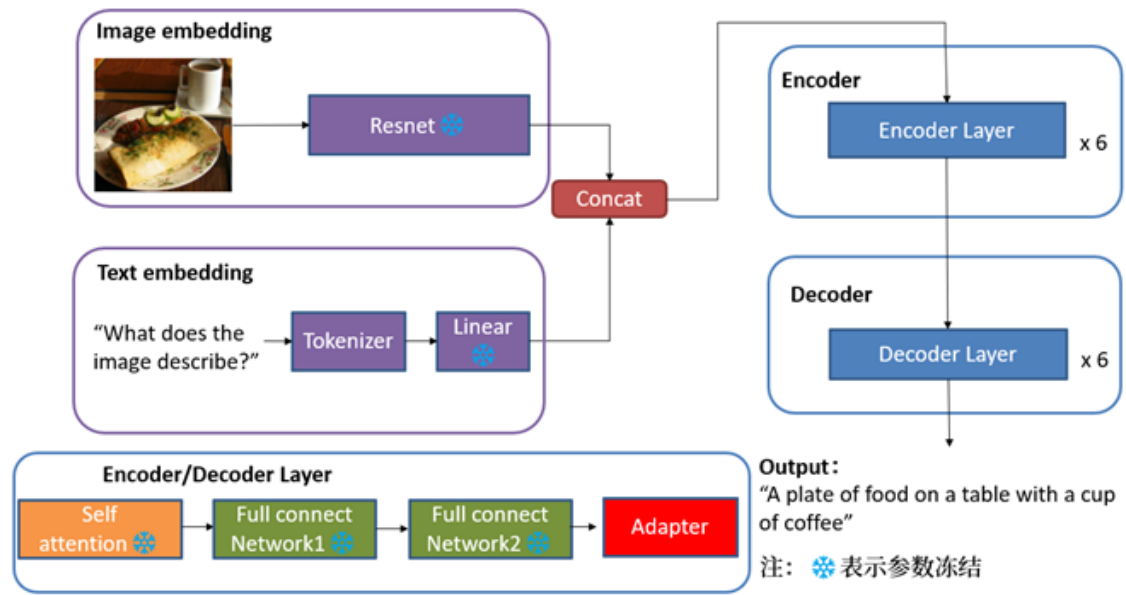 Image embedding
Resnet
Concat
Text embedding
“What does the
image describe?”
Tokenizer
Linear
Encoder
Encoder Layer
x 6
Decoder
Decoder Layer
x 6
Encoder/Decoder Layer
Self
attention
Full connect
Network1
Full connect
Network2
Adapter
Output：
“A plate of food on a table with a cup
of coffee”
注： 表示参数冻结